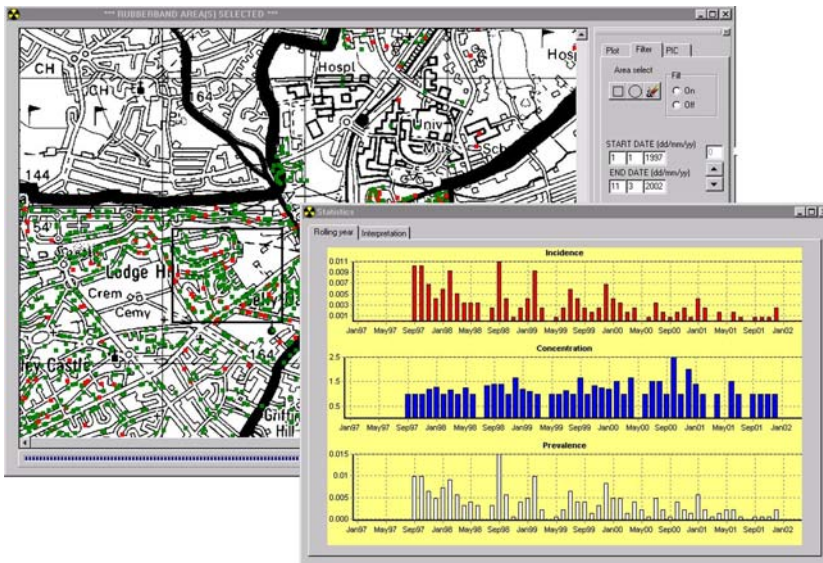 *** RUBBERBAND AREA(S) SELECTED ***
CH
Hospl
Hosp
CH
164
Univ
Mus
Sch
144
54
Lodge Hill
Crem
Cemy
164
Castle
Griffin
Hill
Plot Filter PIC
Area select
Fill
On
Off
START DATE (dd/mm/yy)
1 1 1997
0
END DATE (dd/mm/yy)
11 3 2002
Statistics
Rolling year Interpretation
Incidence
0.011
0.009
0.007
0.005
0.003
0.001
Jan97 May97 Sep97 Jan98 May98 Sep98 Jan99 May99 Sep99 Jan00 May00 Sep00 Jan01 May01 Sep01 Jan02
Concentration
2.5
1.5
0.5
Jan97 May97 Sep97 Jan98 May98 Sep98 Jan99 May99 Sep99 Jan00 May00 Sep00 Jan01 May01 Sep01 Jan02
Prevalence
0.015
0.01
0.005
0.000
Jan97 May97 Sep97 Jan98 May98 Sep98 Jan99 May99 Sep99 Jan00 May00 Sep00 Jan01 May01 Sep01 Jan02